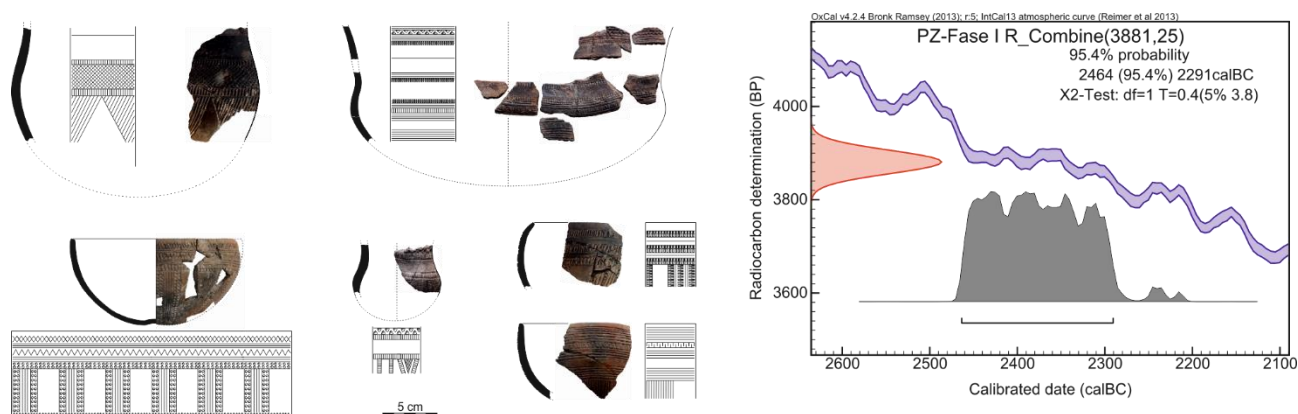 5 cm
OxCal v4.2.4 Bronk Ramsey (2013); r:5; IntCal13 atmospheric curve (Reimer et al 2013)
PZ-Fase I R_Combine(3881,25)
95.4% probability
2464 (95.4%) 2291calBC
X2-Test: df=1 T=0.4(5% 3.8)
Radiocarbon determination (BP)
4000
3800
3600
2600 2500 2400 2300 2200 2100
Calibrated date (calBC)